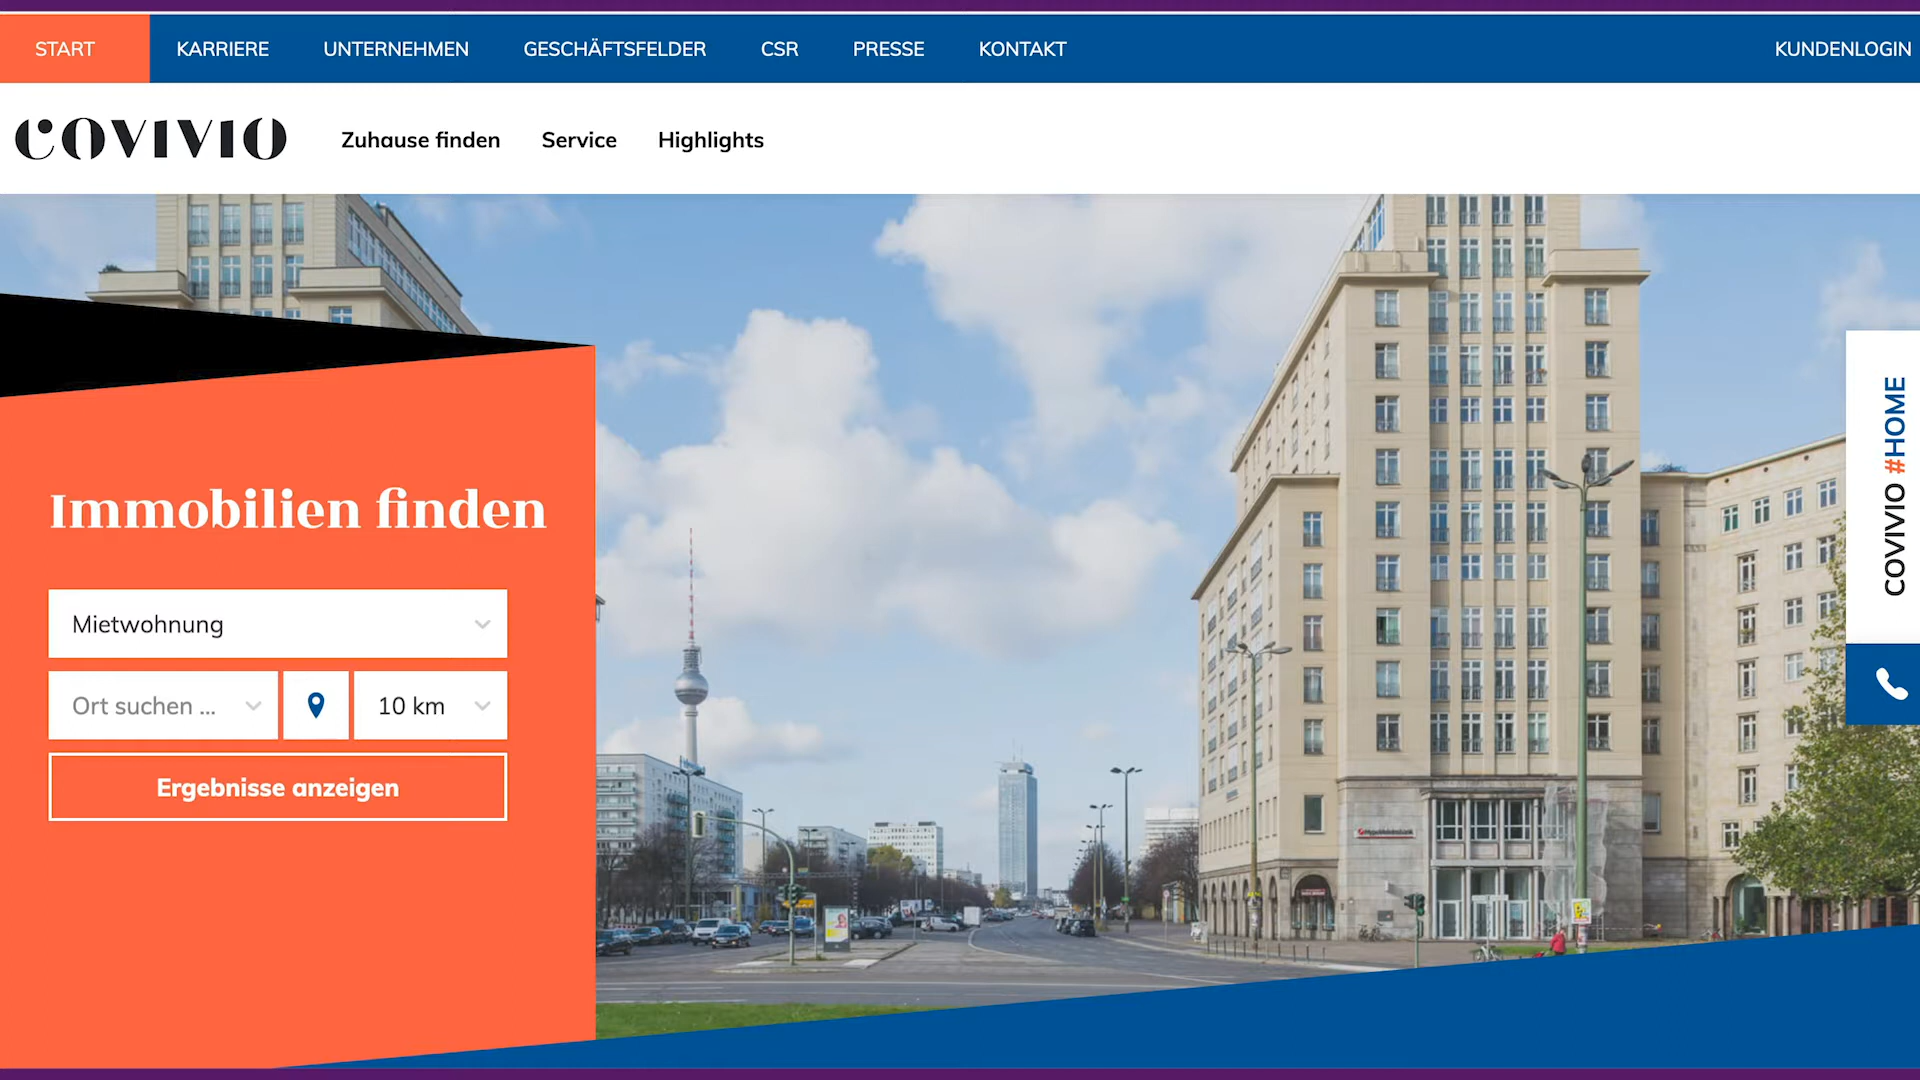 START KARRIERE UNTERNEHMEN GESCHÄFTSFELDER CSR PRESSE KONTAKT KUNDENLOGIN
COVIVIO Zuhause finden Service Highlights
COVIVIO #HOME
Immobilien finden
Mietwohnung
Ort suchen ... 10 km
Ergebnisse anzeigen